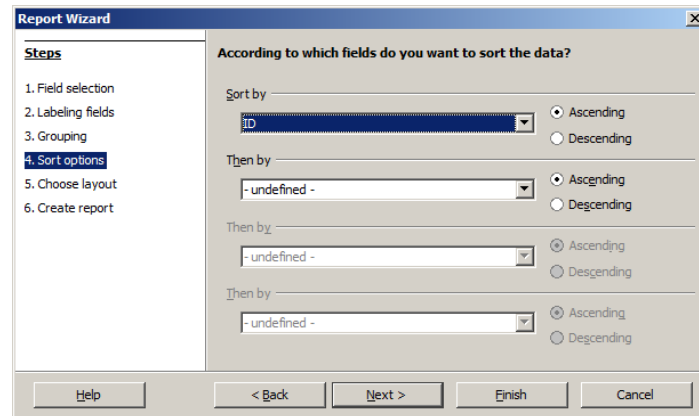 Report Wizard
Steps
1. Field selection
2. Labeling fields
3. Grouping
4. Sort options
5. Choose layout
6. Create report
According to which fields do you want to sort the data?
Sort by
ID
Ascending
Descending
Then by
- undefined -
Ascending
Descending
Then by
- undefined -
Ascending
Descending
Then by
- undefined -
Ascending
Descending
Help
< Back
Next >
Finish
Cancel